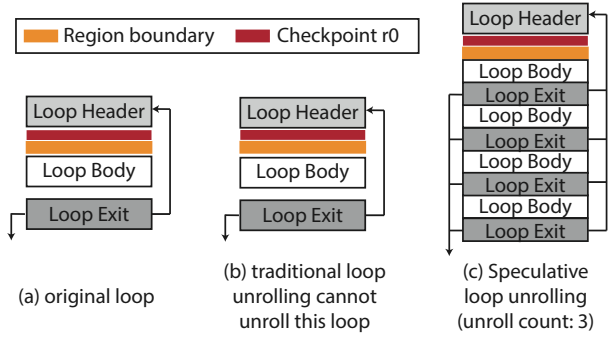 Region boundary
Checkpoint r0
Loop Header
Loop Body
Loop Exit
(a) original loop
Loop Header
Loop Body
Loop Exit
(b) traditional loop
unrolling cannot
unroll this loop
Loop Header
Loop Body
Loop Exit
Loop Body
Loop Exit
Loop Body
Loop Exit
Loop Body
Loop Exit
(c) Speculative
loop unrolling
(unroll count: 3)